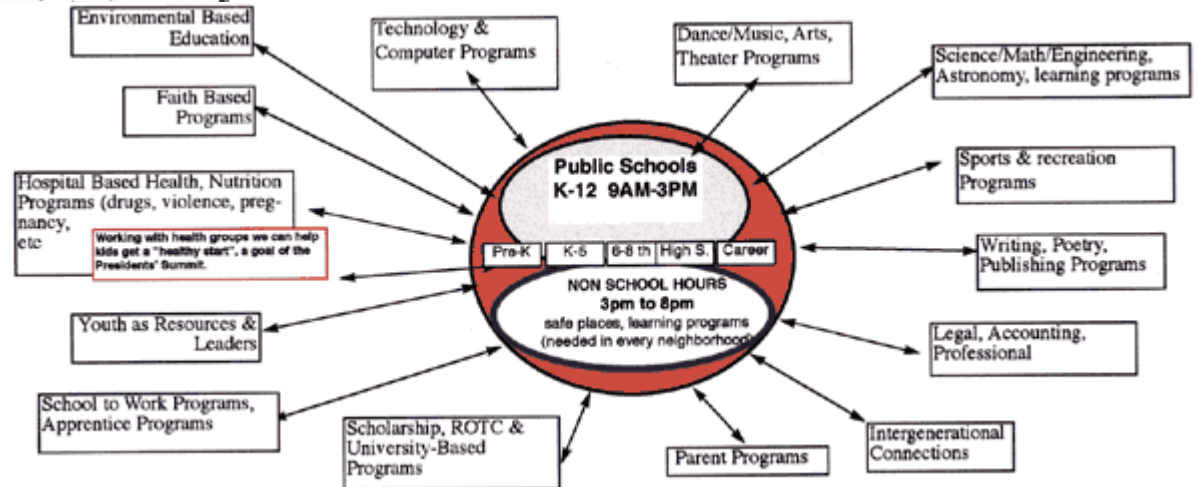 Environmental Based
Education
Technology &
Computer Programs
Dance/Music, Arts,
Theater Programs
Science/Math/Engineering,
Astronomy, learning programs
Faith Based
Programs
Public Schools
K-12 9AM-3PM
Sports & recreation
Programs
Hospital Based Health, Nutrition
Programs (drugs, violence, preg-
nancy,
etc
Working with health groups we can help
kids get a "healthy start", a goal of the
Presidents' Summit.
Pre-K
K-5
6-8 th
High S.
Career
Writing, Poetry,
Publishing Programs
NON SCHOOL HOURS
3pm to 8pm
safe places, learning programs
(needed in every neighborhood)
Youth as Resources &
Leaders
Legal, Accounting,
Professional
School to Work Programs,
Apprentice Programs
Scholarship, ROTC &
University-Based
Programs
Parent Programs
Intergenerational
Connections